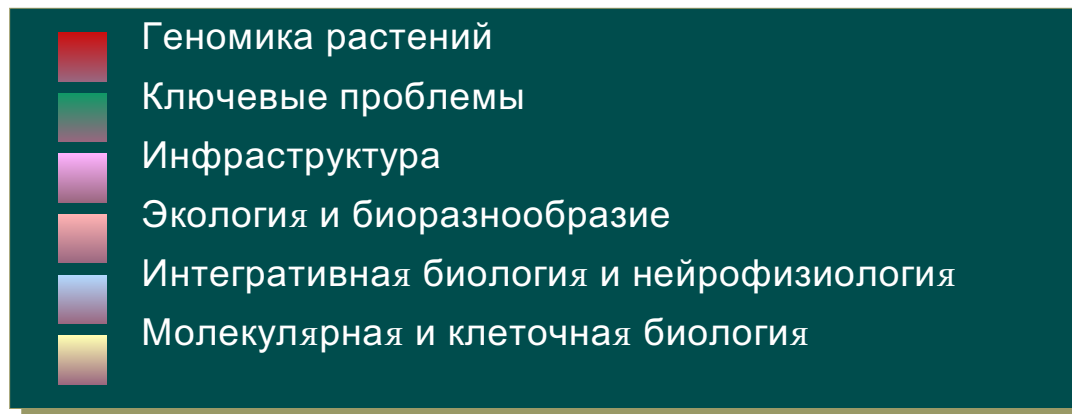 Геномика растений
Ключевые проблемы
Инфраструктура
Экология и биоразнообразие
Интегративная биология и нейрофизиология
Молекулярная и клеточная биология